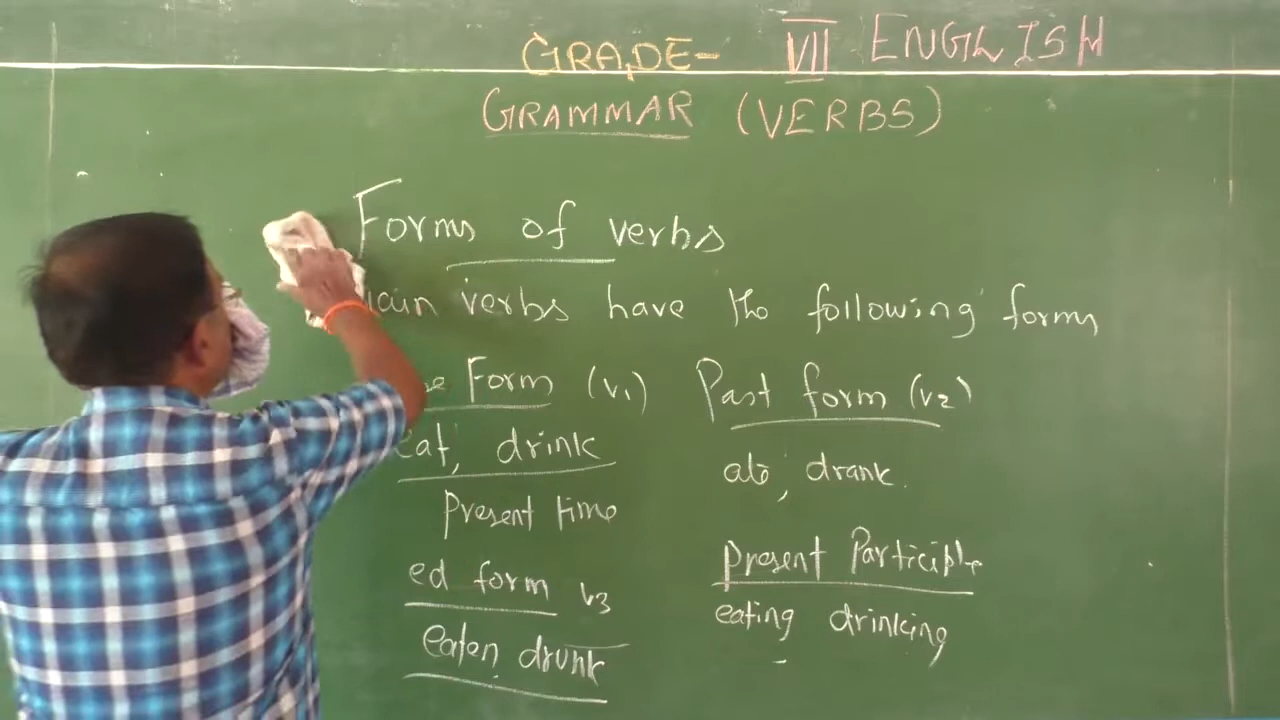 GRADE- VII ENGLISH
GRAMMAR (VERBS)
Forms of verbs
verbs have the following forms
Form (V1) Past form (V2)
eat, drink
ate, drank.
Present time
Present Participle
ed form V3
eating drinking
eaten drunk